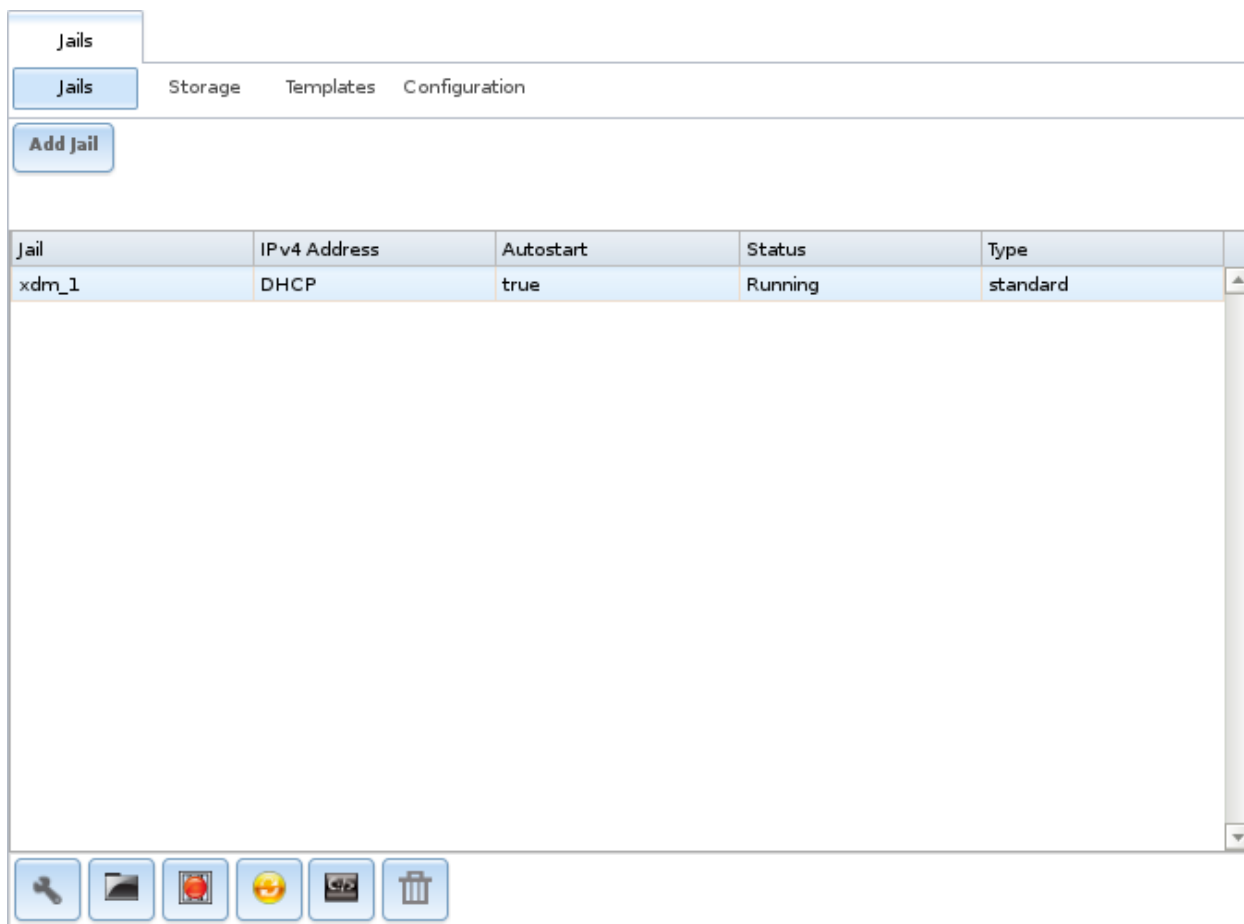 Jails
Jails Storage Templates Configuration
Add Jail
Jail IPv4 Address Autostart Status Type
xdm_1 DHCP true Running standard